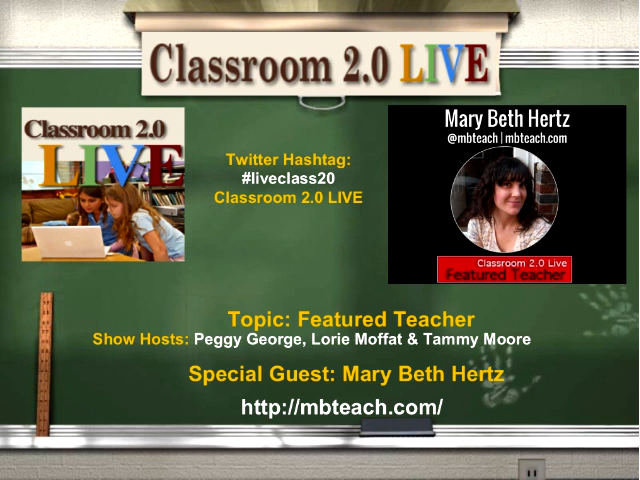 Classroom 2.0 LIVE
Classroom 2.0
LIVE
Twitter Hashtag:
#liveclass20
Classroom 2.0 LIVE
Mary Beth Hertz
@mbteach | mbteach.com
Classroom 2.0 Live
Featured Teacher
Topic: Featured Teacher
Show Hosts: Peggy George, Lorie Moffat & Tammy Moore
Special Guest: Mary Beth Hertz
http://mbteach.com/